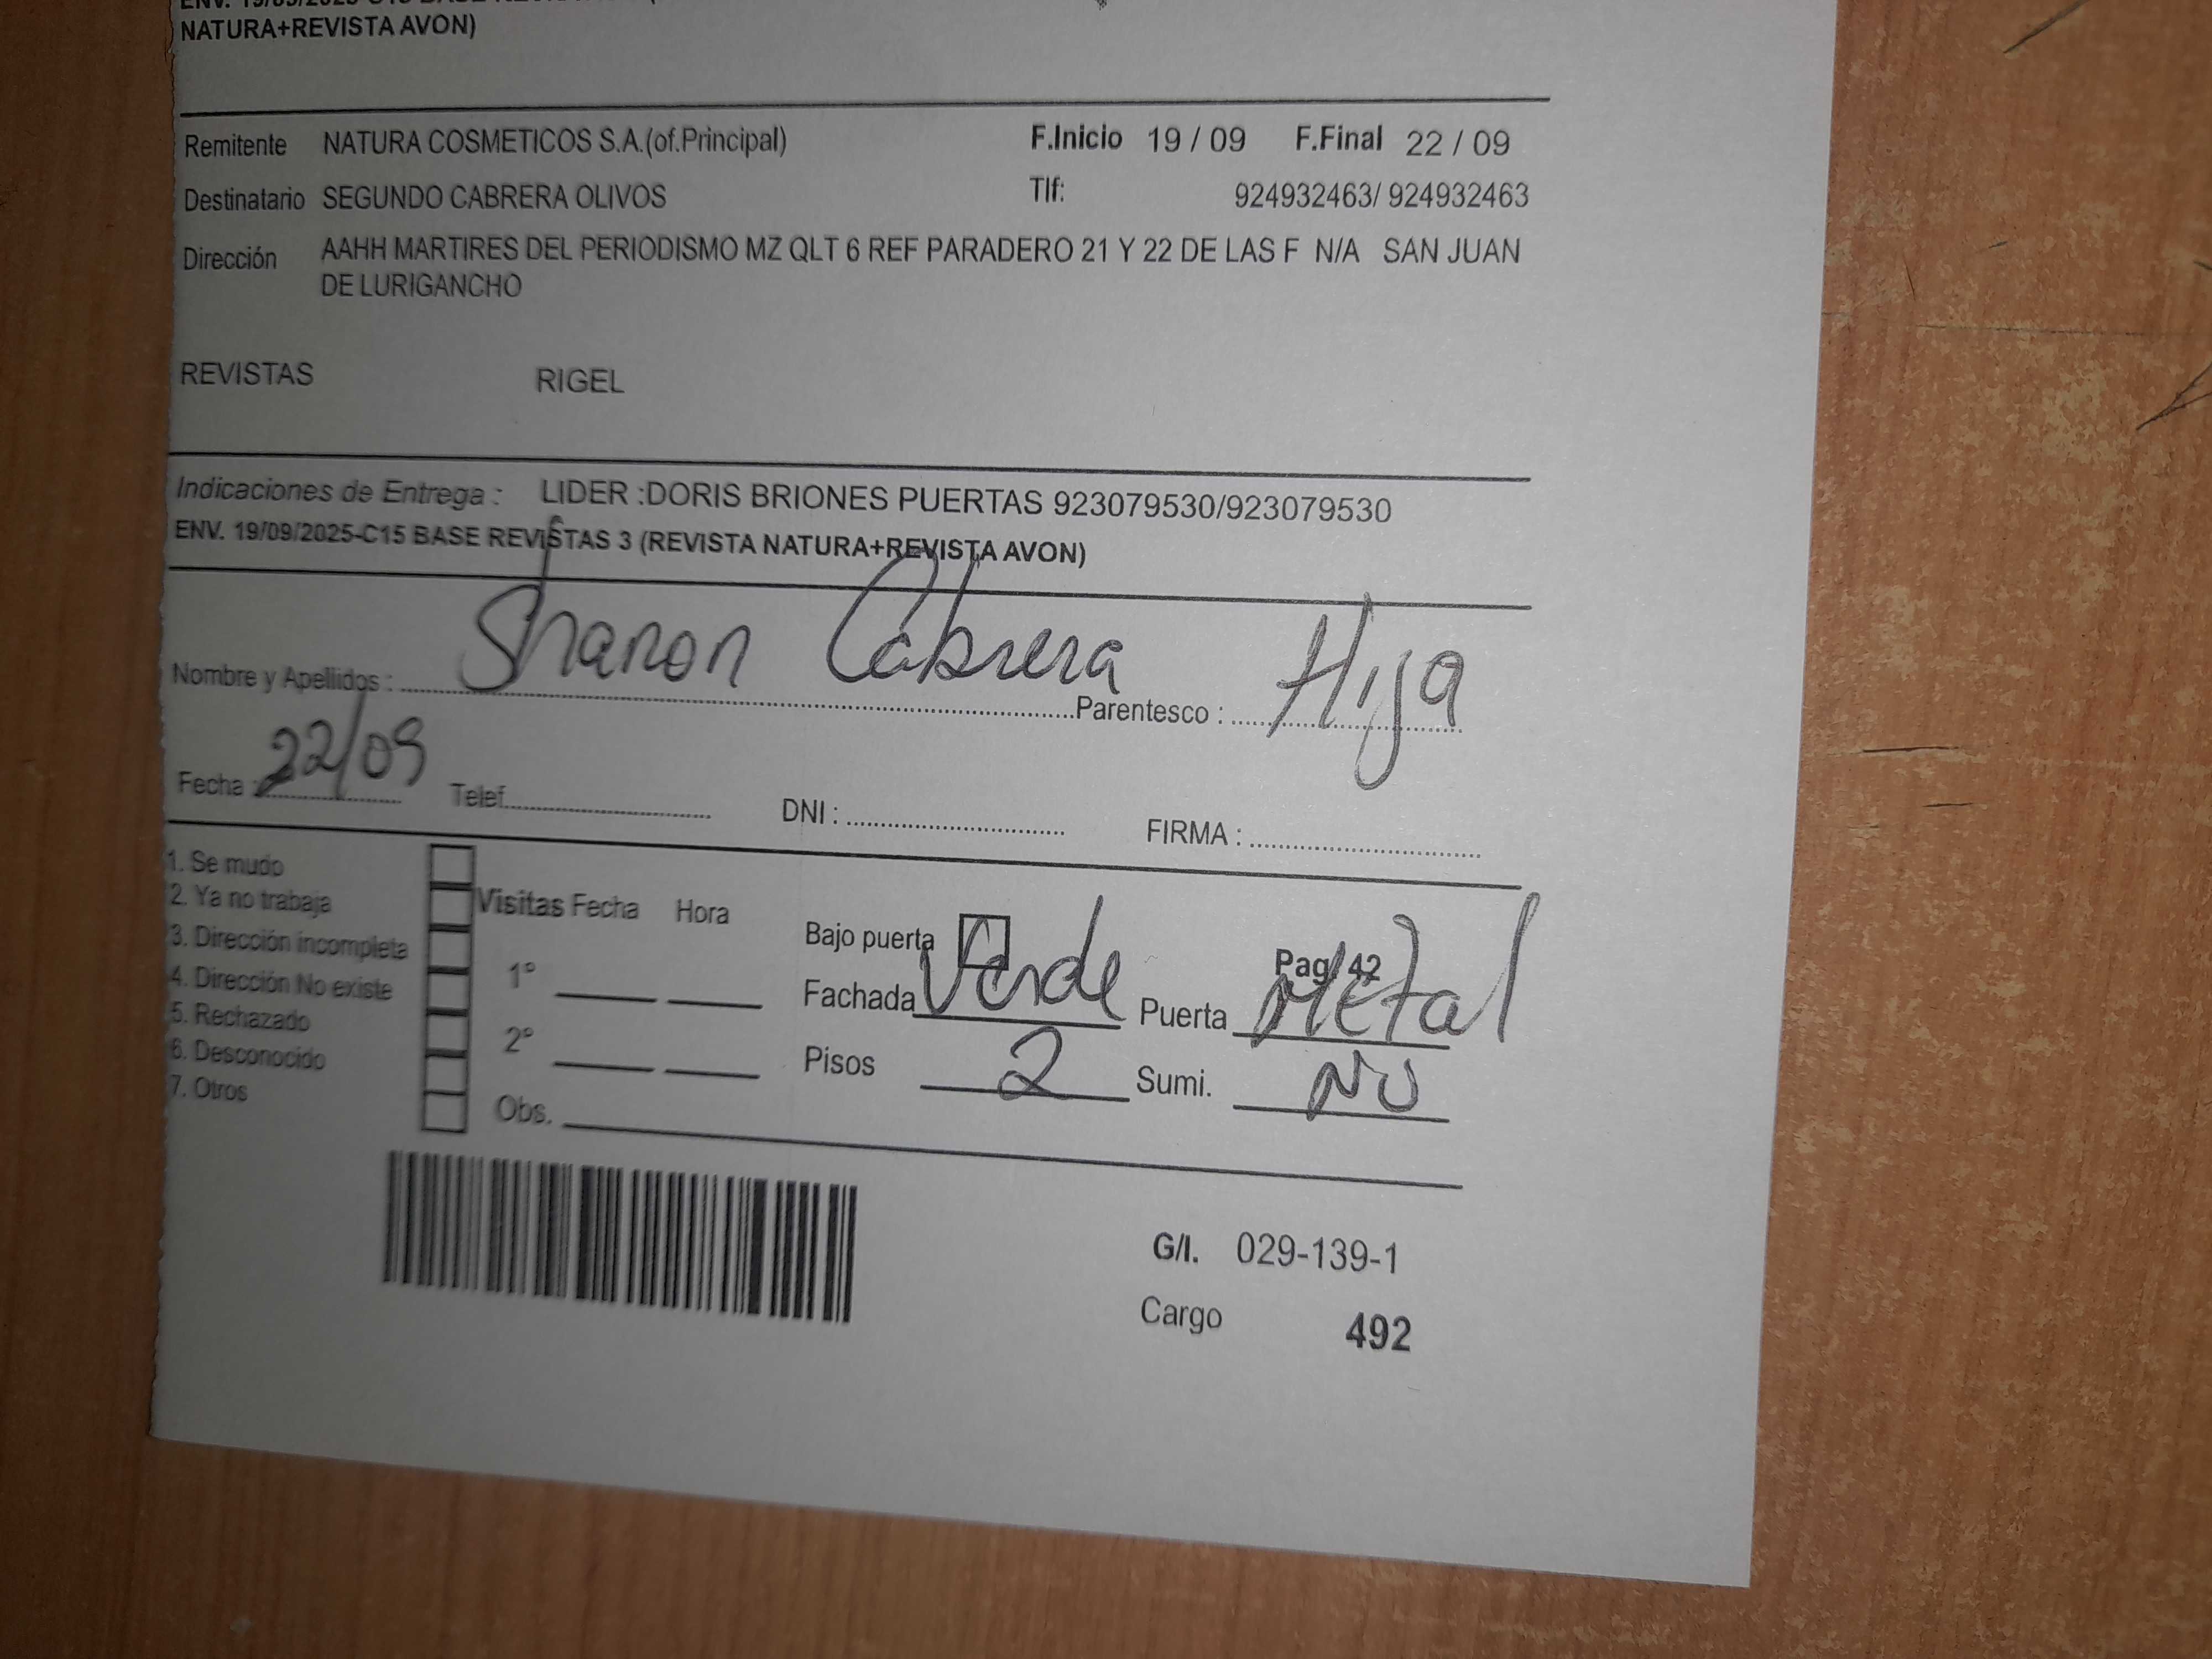 NATURA+REVISTA AVON)
Remitente NATURA COSMETICOS S.A.(of.Principal) F.Inicio 19 / 09 F.Final 22 / 09
Destinatario SEGUNDO CABRERA OLIVOS Tlf: 924932463/ 924932463
Dirección AAHH MARTIRES DEL PERIODISMO MZ QLT 6 REF PARADERO 21 Y 22 DE LAS F N/A SAN JUAN
DE LURIGANCHO
REVISTAS RIGEL
Indicaciones de Entrega : LIDER :DORIS BRIONES PUERTAS 923079530/923079530
ENV. 19/09/2025-C15 BASE REVISTAS 3 (REVISTA NATURA+REVISTA AVON)
Nombre y Apellidos : Sharon Cabrera Parentesco : Hija
Fecha : 22/09 Telef. DNI : FIRMA :
1. Se mudo
2. Ya no trabaja
3. Dirección incompleta
4. Dirección No existe
5. Rechazado
6. Desconocido
7. Otros
Visitas Fecha Hora
1°
2°
Obs.
Bajo puerta Pag. 42
Fachada Verde Puerta Metal
Pisos 2 Sumi. NO
G/I. 029-139-1
Cargo 492